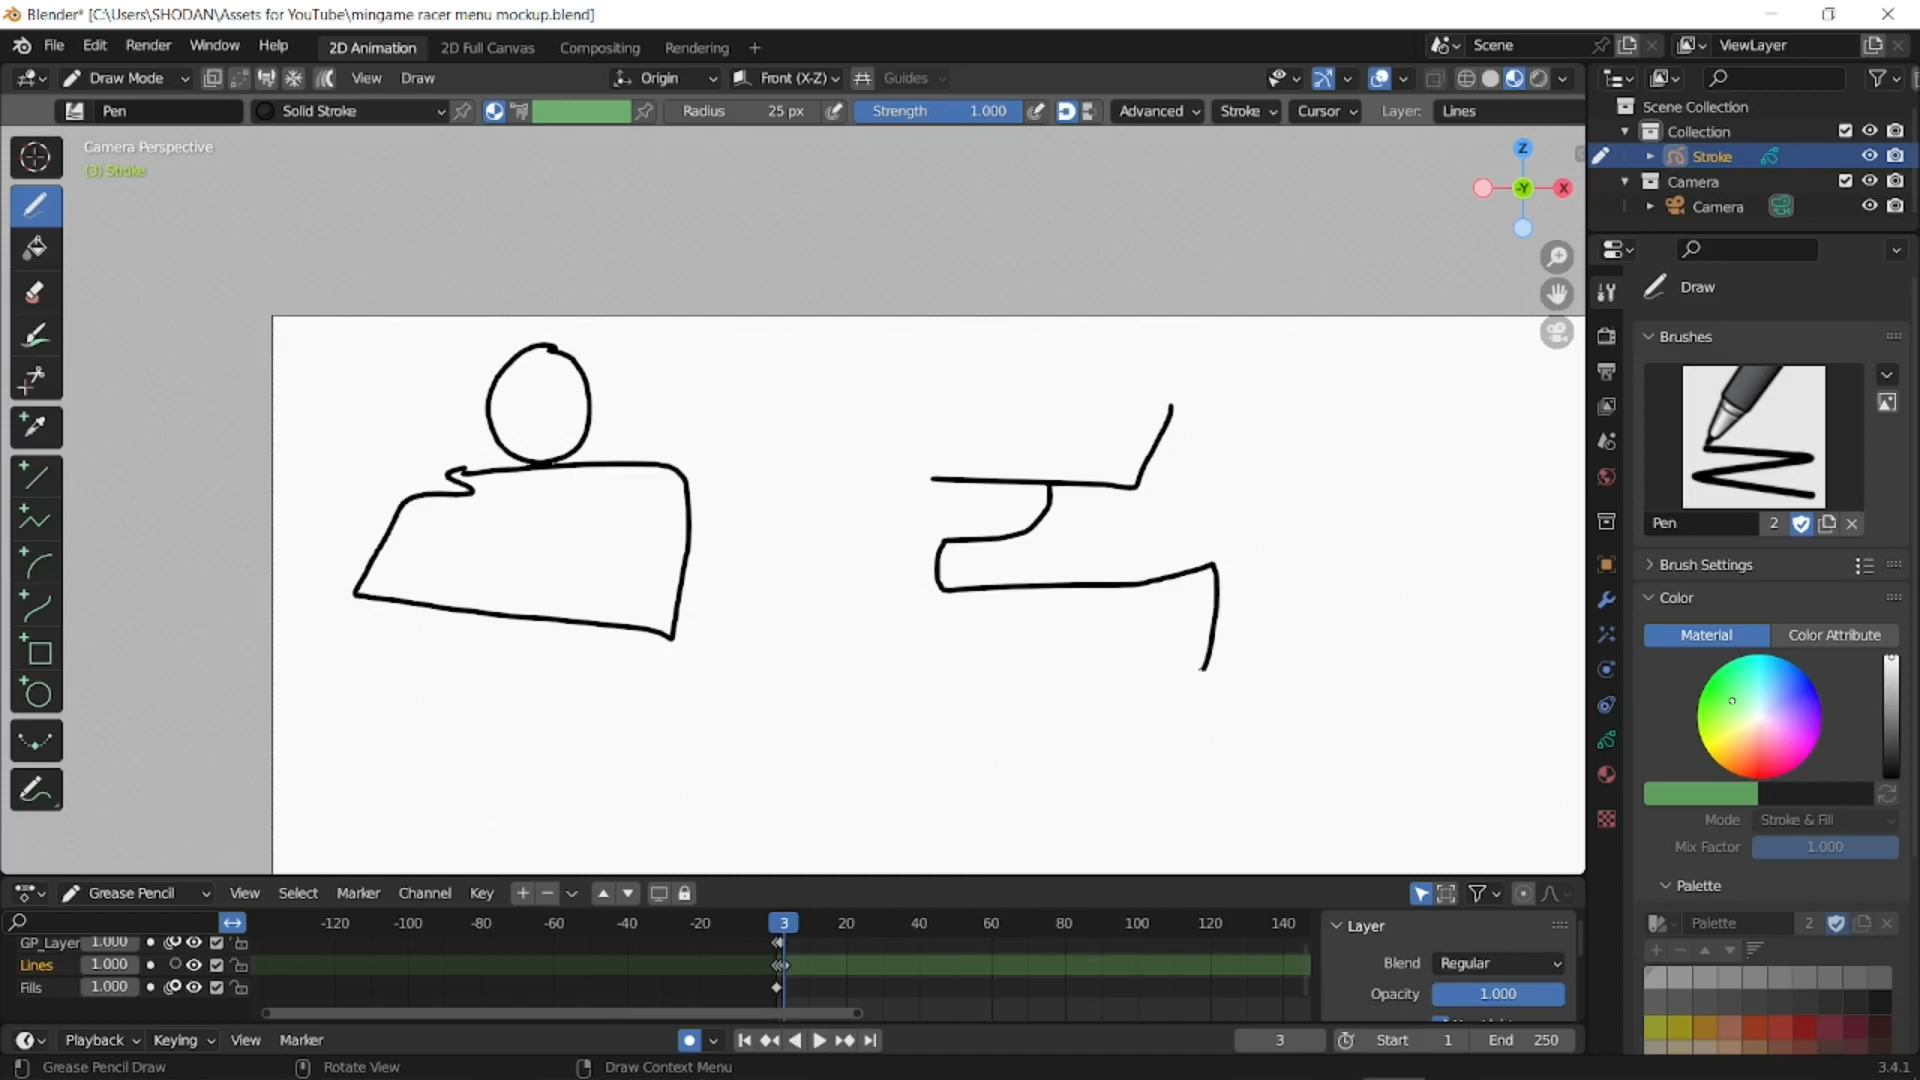 Blender* [C:\Users\SHODAN\Assets for YouTube\mingame racer menu mockup.blend]
File Edit Render Window Help 2D Animation 2D Full Canvas Compositing Rendering + Scene ViewLayer
Draw Mode View Draw Origin Front (X-Z) Guides
Pen Solid Stroke Radius 25 px Strength 1.000 Advanced Stroke Cursor Layer: Lines
Scene Collection
Collection
Stroke
Camera
Camera
Camera Perspective
(3) Stroke
Z
-Y X
Draw
Brushes
Pen 2
Brush Settings
Color
Material Color Attribute
Mode Stroke & Fill
Mix Factor 1.000
Palette
Palette 2
Grease Pencil View Select Marker Channel Key
-120 -100 -80 -60 -40 -20 3 20 40 60 80 100 120 140
GP_Layer 1.000
Lines 1.000
Fills 1.000
Layer
Blend Regular
Opacity 1.000
Playback Keying View Marker 3 Start 1 End 250
Grease Pencil Draw Rotate View Draw Context Menu 3.4.1